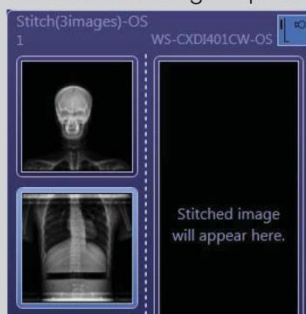 Stitch(3images)-OS
1
WS-CXDI401CW-OS
Stitched image
will appear here.